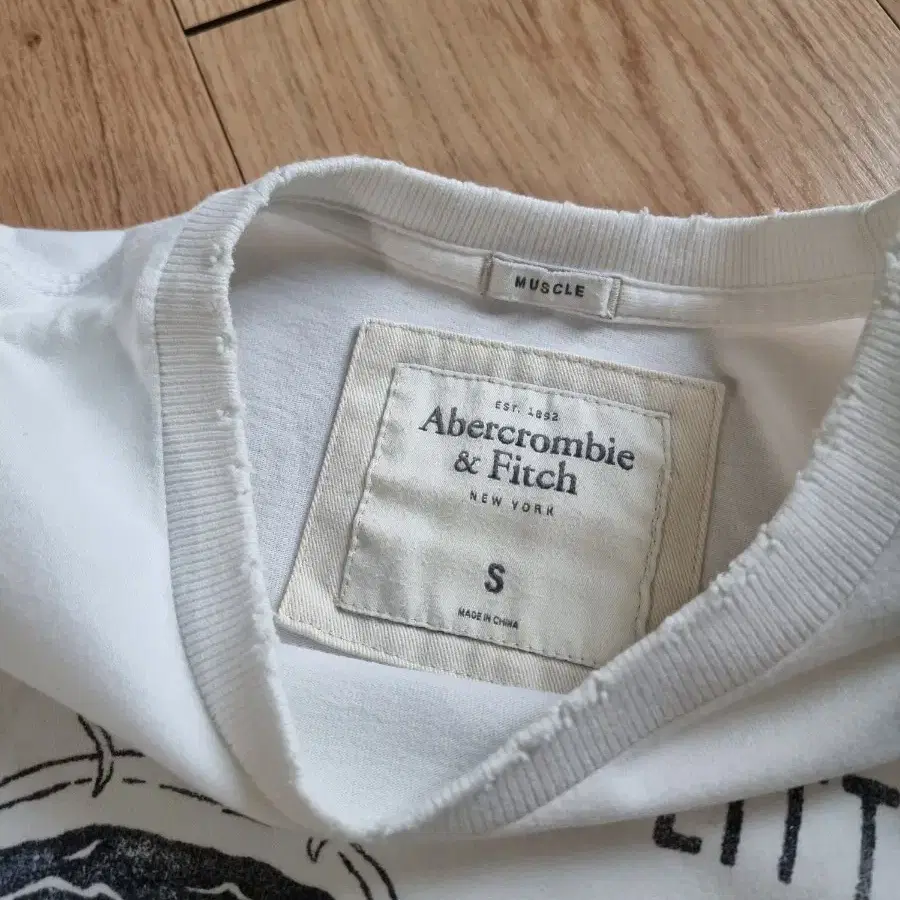 MUSCLE
EST. 1892
Abercrombie
& Fitch
NEW YORK
S
MADE IN CHINA